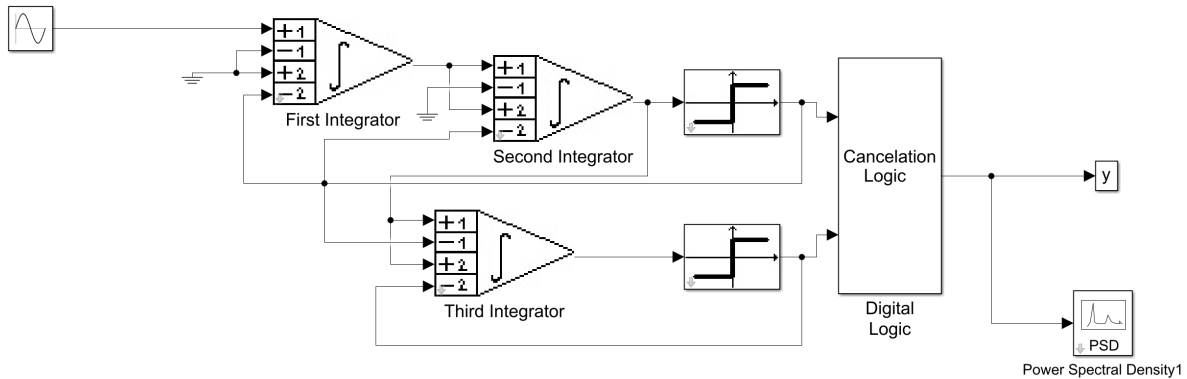 +1
−1
+2
−2
First Integrator
+1
−1
+2
−2
Second Integrator
Cancelation
Logic
y
+1
−1
+2
−2
Third Integrator
Digital
Logic
PSD
Power Spectral Density1